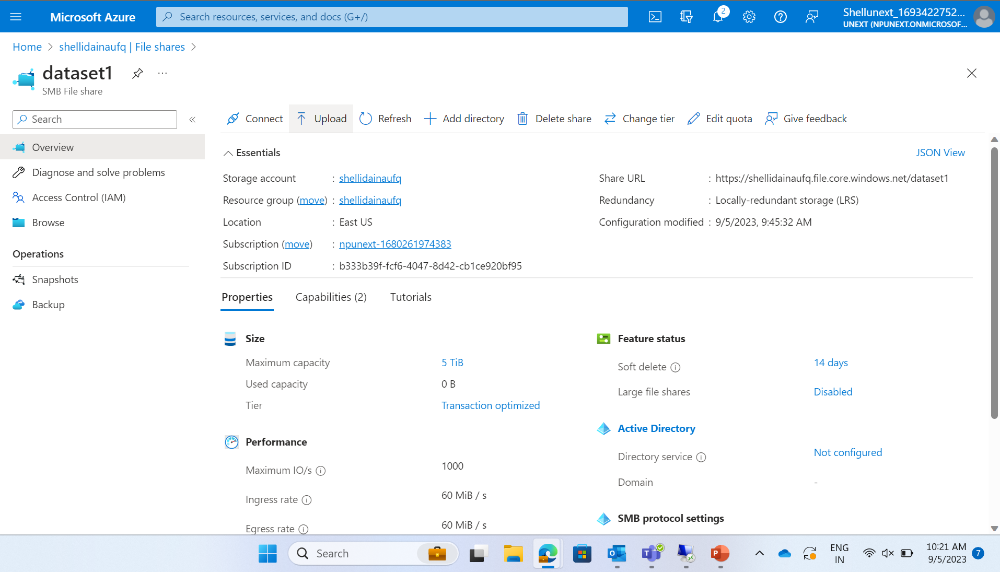 Microsoft Azure
Search resources, services, and docs (G+/)
2
Shellunext_1693422752...
UNEXT (NPUNEXT.ONMICROSOF...
Home > shellidainaufq | File shares >
dataset1
...
SMB File share
Search
«
Connect
Upload
Refresh
Add directory
Delete share
Change tier
Edit quota
Give feedback
Overview
Diagnose and solve problems
Access Control (IAM)
Browse
Operations
Snapshots
Backup
Essentials
JSON View
Storage account : shellidainaufq
Resource group (move) : shellidainaufq
Location : East US
Subscription (move) : npunext-1680261974383
Subscription ID : b333b39f-fcf6-4047-8d42-cb1ce920bf95
Share URL : https://shellidainaufq.file.core.windows.net/dataset1
Redundancy : Locally-redundant storage (LRS)
Configuration modified : 9/5/2023, 9:45:32 AM
Properties
Capabilities (2)
Tutorials
Size
Maximum capacity 5 TiB
Used capacity 0 B
Tier Transaction optimized
Performance
Maximum IO/s 1000
Ingress rate 60 MiB / s
Egress rate 60 MiB / s
Feature status
Soft delete 14 days
Large file shares Disabled
Active Directory
Directory service Not configured
Domain -
SMB protocol settings
Search
ENG
IN
10:21 AM
9/5/2023
7